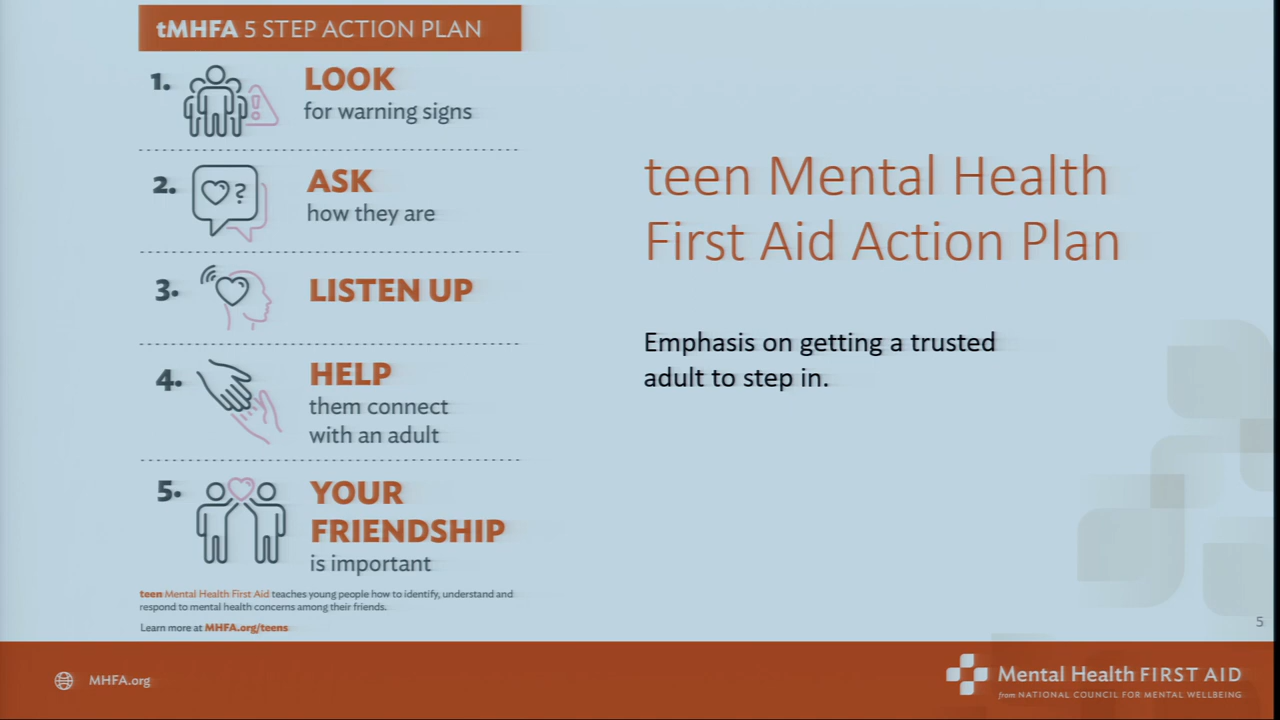 tMHFA 5 STEP ACTION PLAN
1. LOOK
for warning signs
2. ASK
how they are
3. LISTEN UP
4. HELP
them connect
with an adult
5. YOUR
FRIENDSHIP
is important
teen Mental Health First Aid teaches young people how to identify, understand and
respond to mental health concerns among their friends.
Learn more at MHFA.org/teens
teen Mental Health
First Aid Action Plan
Emphasis on getting a trusted
adult to step in.
5
MHFA.org
Mental Health FIRST AID
from NATIONAL COUNCIL FOR MENTAL WELLBEING